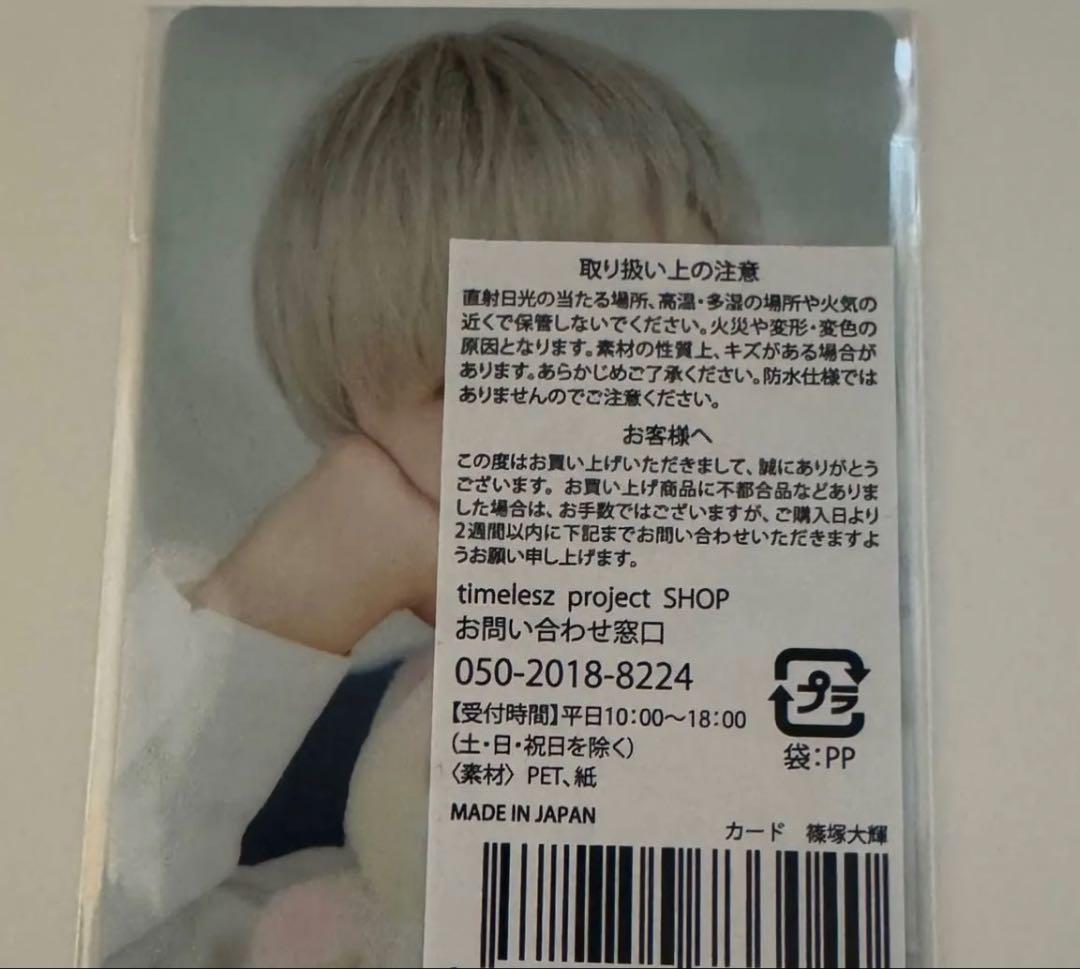 取り扱い上の注意
直射日光の当たる場所、高温・多湿の場所や火気の
近くで保管しないでください。火災や変形・変色の
原因となります。素材の性質上、キズがある場合が
あります。あらかじめご了承ください。防水仕様では
ありませんのでご注意ください。
お客様へ
この度はお買い上げいただきまして、誠にありがとう
ございます。お買い上げ商品に不都合品などありま
した場合は、お手数ではございますが、ご購入日より
2週間以内に下記までお問い合わせいただきますよ
うお願い申し上げます。
timelesz project SHOP
お問い合わせ窓口
050-2018-8224
【受付時間】平日10:00〜18:00
(土・日・祝日を除く)
〈素材〉 PET、紙
プラ
袋:PP
MADE IN JAPAN
カード 篠塚大輝